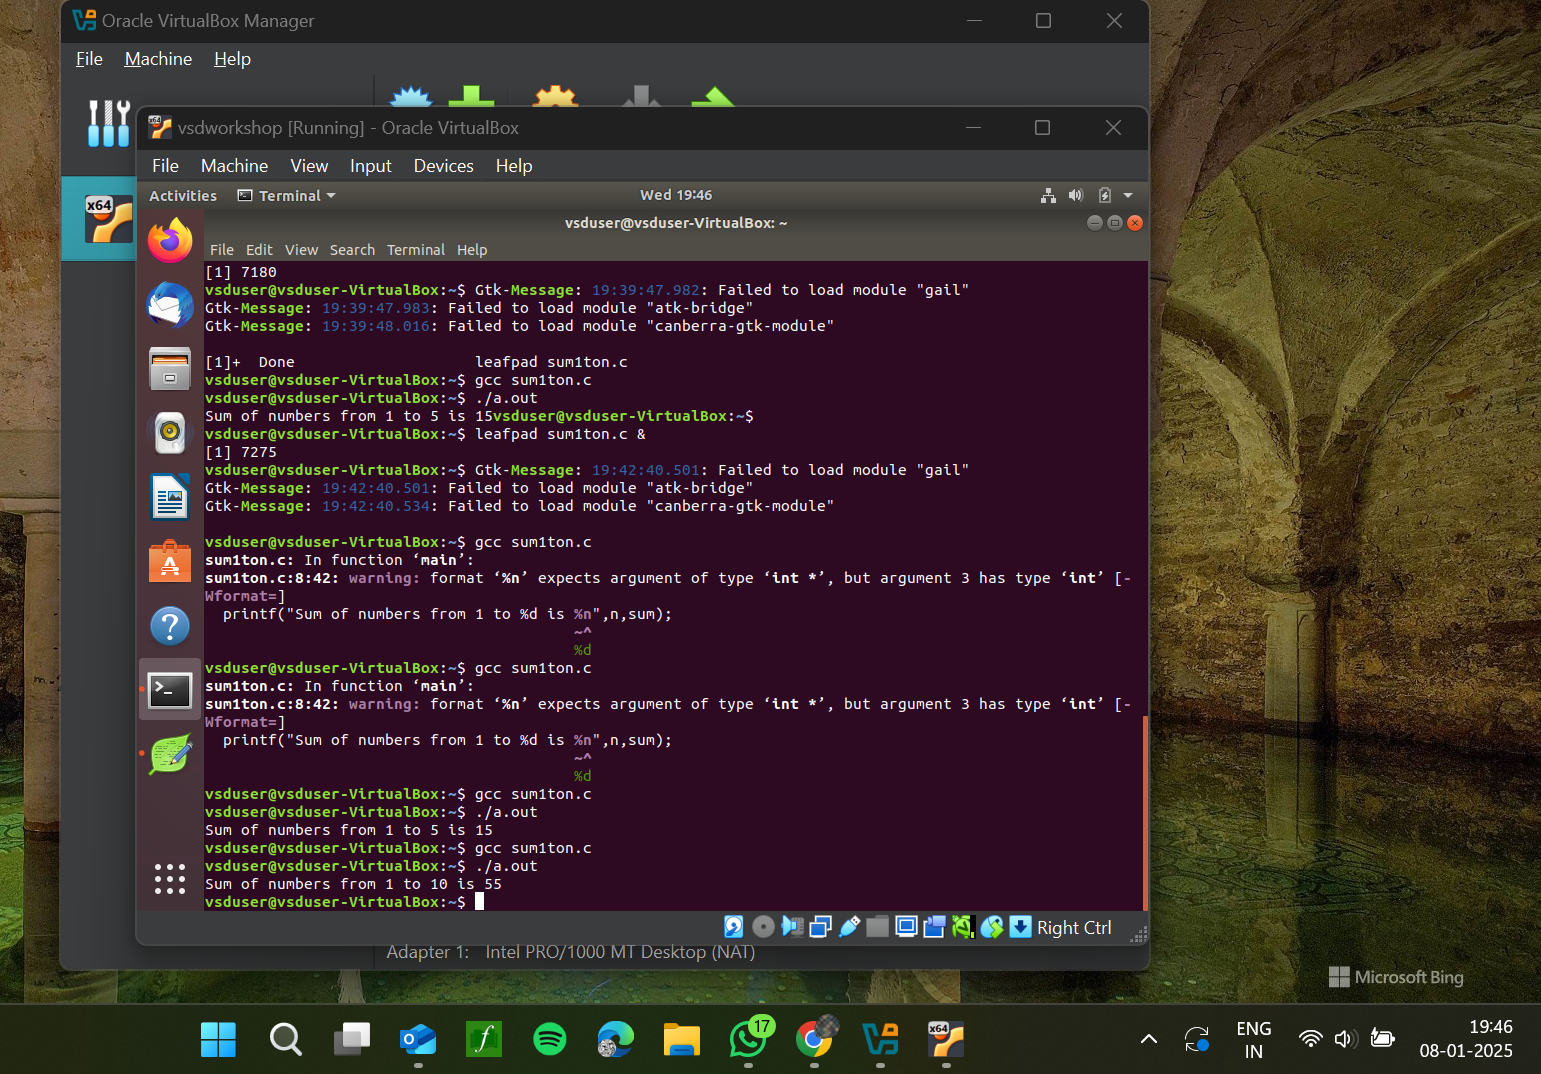 Oracle VirtualBox Manager
File Machine Help
vsdworkshop [Running] - Oracle VirtualBox
File Machine View Input Devices Help
Activities Terminal Wed 19:46
vsduser@vsduser-VirtualBox: ~
File Edit View Search Terminal Help
[1] 7180
vsduser@vsduser-VirtualBox:~$ Gtk-Message: 19:39:47.982: Failed to load module "gail"
Gtk-Message: 19:39:47.983: Failed to load module "atk-bridge"
Gtk-Message: 19:39:48.016: Failed to load module "canberra-gtk-module"
[1]+  Done                    leafpad sum1ton.c
vsduser@vsduser-VirtualBox:~$ gcc sum1ton.c
vsduser@vsduser-VirtualBox:~$ ./a.out
Sum of numbers from 1 to 5 is 15vsduser@vsduser-VirtualBox:~$
vsduser@vsduser-VirtualBox:~$ leafpad sum1ton.c &
[1] 7275
vsduser@vsduser-VirtualBox:~$ Gtk-Message: 19:42:40.501: Failed to load module "gail"
Gtk-Message: 19:42:40.501: Failed to load module "atk-bridge"
Gtk-Message: 19:42:40.534: Failed to load module "canberra-gtk-module"
vsduser@vsduser-VirtualBox:~$ gcc sum1ton.c
sum1ton.c: In function ‘main’:
sum1ton.c:8:42: warning: format ‘%n’ expects argument of type ‘int *’, but argument 3 has type ‘int’ [-
Wformat=]
printf("Sum of numbers from 1 to %d is %n",n,sum);
~^
%d
vsduser@vsduser-VirtualBox:~$ gcc sum1ton.c
sum1ton.c: In function ‘main’:
sum1ton.c:8:42: warning: format ‘%n’ expects argument of type ‘int *’, but argument 3 has type ‘int’ [-
Wformat=]
printf("Sum of numbers from 1 to %d is %n",n,sum);
~^
%d
vsduser@vsduser-VirtualBox:~$ gcc sum1ton.c
vsduser@vsduser-VirtualBox:~$ ./a.out
Sum of numbers from 1 to 5 is 15
vsduser@vsduser-VirtualBox:~$ gcc sum1ton.c
vsduser@vsduser-VirtualBox:~$ ./a.out
Sum of numbers from 1 to 10 is 55
vsduser@vsduser-VirtualBox:~$
Right Ctrl
Adapter 1: Intel PRO/1000 MT Desktop (NAT)
Microsoft Bing
x64
17
x64
ENG
IN
19:46
08-01-2025